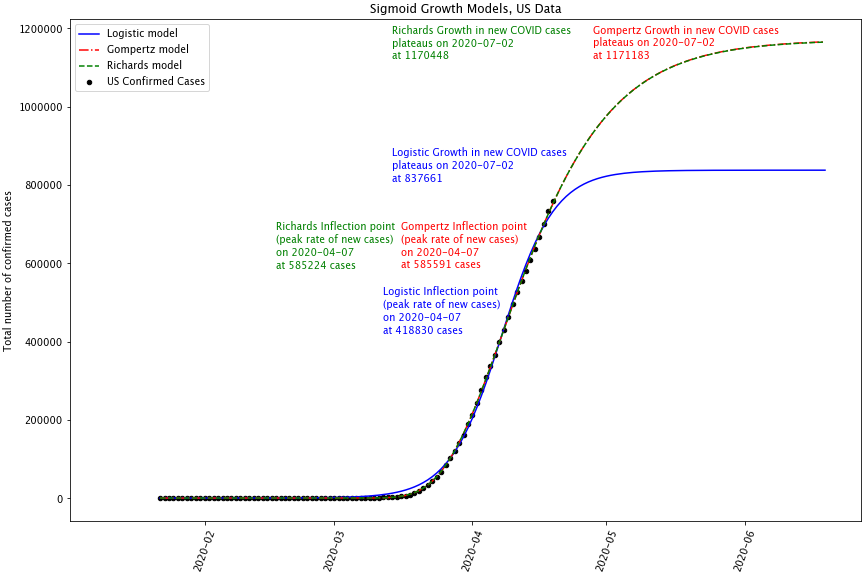 Sigmoid Growth Models, US Data
Logistic model
Gompertz model
Richards model
US Confirmed Cases
Richards Growth in new COVID cases
plateaus on 2020-07-02
at 1170448
Gompertz Growth in new COVID cases
plateaus on 2020-07-02
at 1171183
Logistic Growth in new COVID cases
plateaus on 2020-07-02
at 837661
Richards Inflection point
(peak rate of new cases)
on 2020-04-07
at 585224 cases
Gompertz Inflection point
(peak rate of new cases)
on 2020-04-07
at 585591 cases
Logistic Inflection point
(peak rate of new cases)
on 2020-04-07
at 418830 cases
Total number of confirmed cases
1200000
1000000
800000
600000
400000
200000
0
2020-02
2020-03
2020-04
2020-05
2020-06